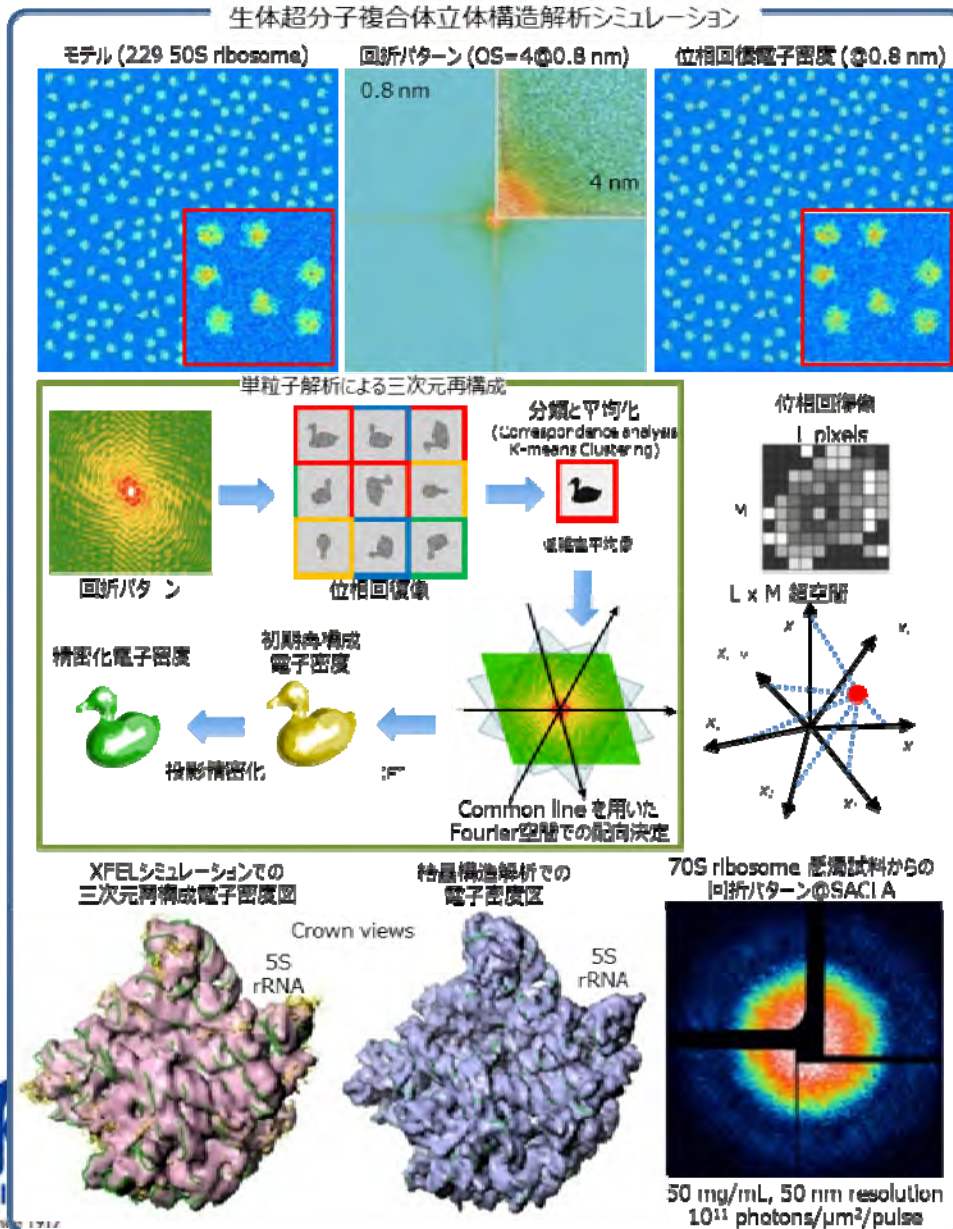 生体超分子複合体立体構造解析シミュレーション
モデル (229 50S ribosome)
回折パターン (OS=4@0.8 nm)
位相回復電子密度 (@0.8 nm)
0.8 nm
4 nm
単粒子解析による三次元再構成
分類と平均化
(Correspondence analysis
K-means Clustering)
回折パターン
位相回復像
低雑音平均像
位相回復像
L pixels
M
L x M 超空間
精密化電子密度
初期再構成
電子密度
投影精密化
Common line を用いた
Fourier空間での配向決定
XFELシミュレーションでの
三次元再構成電子密度図
結晶構造解析での
電子密度図
Crown views
5S
rRNA
5S
rRNA
70S ribosome 懸濁試料からの
回折パターン@SACLA
50 mg/mL, 50 nm resolution
10¹¹ photons/μm²/pulse